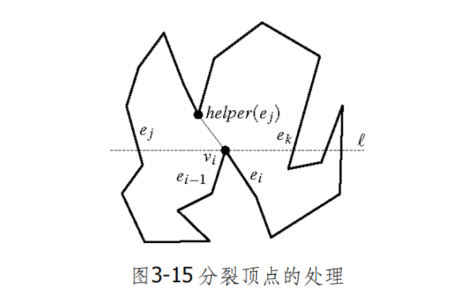 helper(e_j)
e_j
e_k
ℓ
v_i
e_{i−1}
e_i
图3-15 分裂顶点的处理